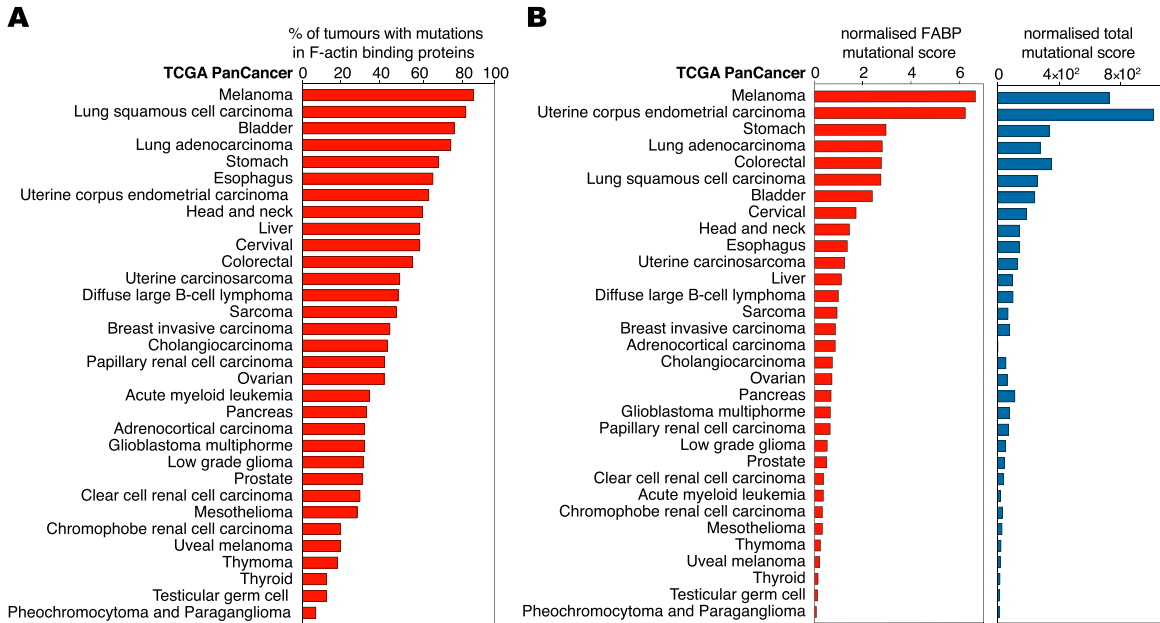 A
% of tumours with mutations
in F-actin binding proteins
TCGA PanCancer
0 20 40 60 80 100
Melanoma
Lung squamous cell carcinoma
Bladder
Lung adenocarcinoma
Stomach
Esophagus
Uterine corpus endometrial carcinoma
Head and neck
Liver
Cervival
Colorectal
Uterine carcinosarcoma
Diffuse large B-cell lymphoma
Sarcoma
Breast invasive carcinoma
Cholangiocarcinoma
Papillary renal cell carcinoma
Ovarian
Acute myeloid leukemia
Pancreas
Adrenocortical carcinoma
Glioblastoma multiphorme
Low grade glioma
Prostate
Clear cell renal cell carcinoma
Mesothelioma
Chromophobe renal cell carcinoma
Uveal melanoma
Thymoma
Thyroid
Testicular germ cell
Pheochromocytoma and Paraganglioma
B
normalised FABP
mutational score
normalised total
mutational score
TCGA PanCancer
0 2 4 6
0 4×10² 8×10²
Melanoma
Uterine corpus endometrial carcinoma
Stomach
Lung adenocarcinoma
Colorectal
Lung squamous cell carcinoma
Bladder
Cervical
Head and neck
Esophagus
Uterine carcinosarcoma
Liver
Diffuse large B-cell lymphoma
Sarcoma
Breast invasive carcinoma
Adrenocortical carcinoma
Cholangiocarcinoma
Ovarian
Pancreas
Glioblastoma multiphorme
Papillary renal cell carcinoma
Low grade glioma
Prostate
Clear cell renal cell carcinoma
Acute myeloid leukemia
Chromophobe renal cell carcinoma
Mesothelioma
Thymoma
Uveal melanoma
Thyroid
Testicular germ cell
Pheochromocytoma and Paraganglioma